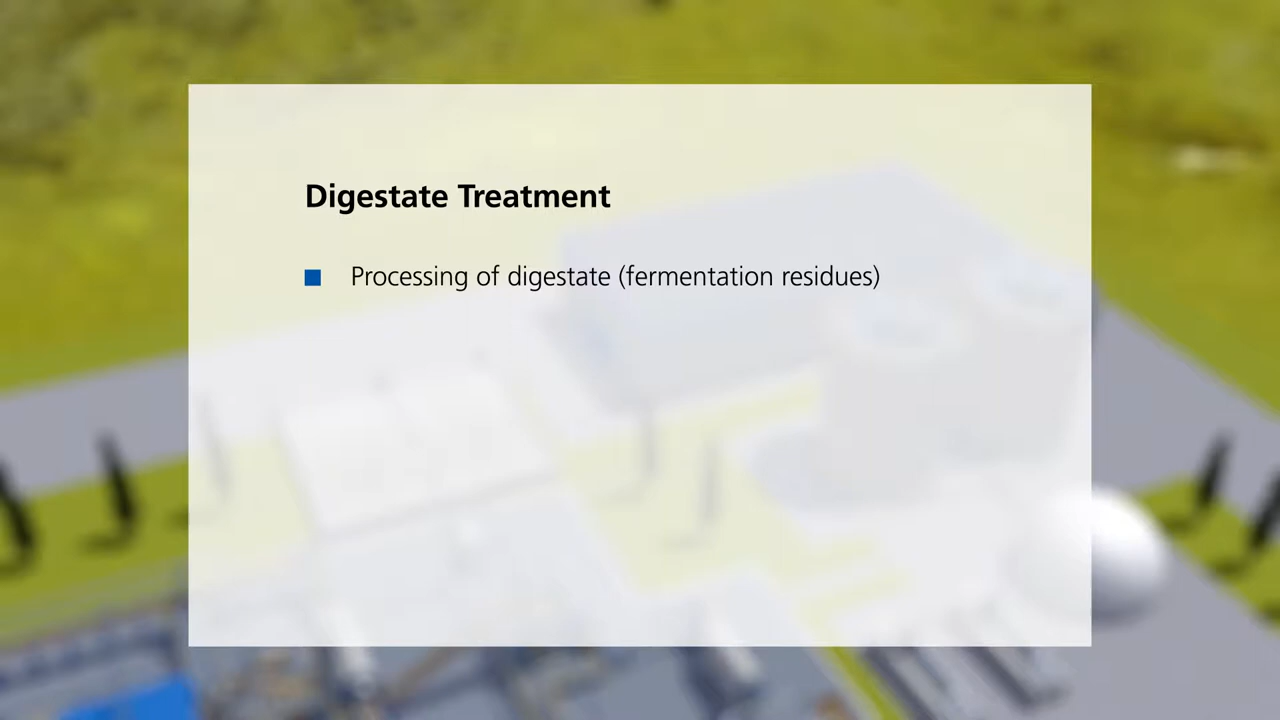 Digestate Treatment
Processing of digestate (fermentation residues)